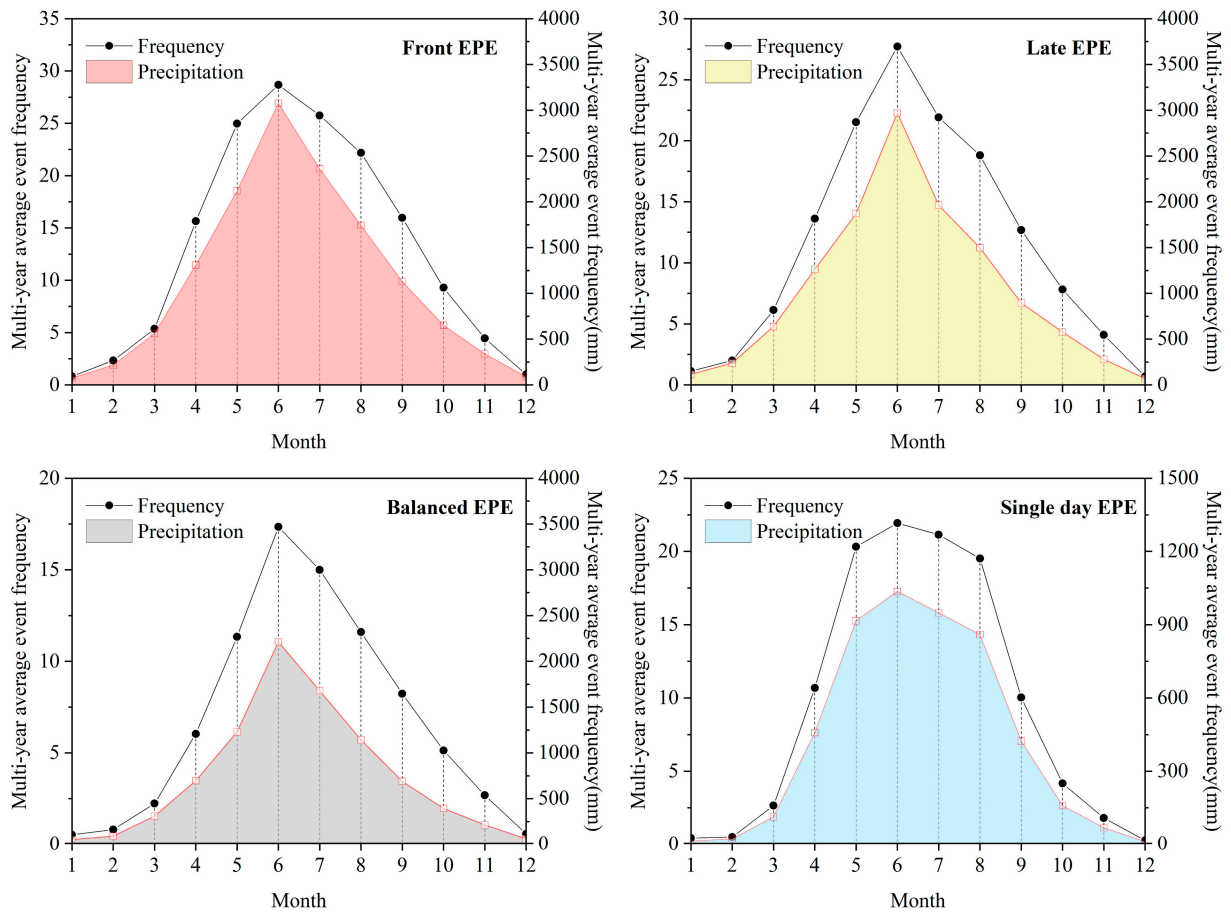 Front EPE
Frequency
Precipitation
Multi-year average event frequency
35
30
25
20
15
10
5
0
4000
3500
3000
2500
2000
1500
1000
500
0
Multi-year average event frequency(mm)
1 2 3 4 5 6 7 8 9 10 11 12
Month
Late EPE
Frequency
Precipitation
Multi-year average event frequency
30
25
20
15
10
5
0
4000
3500
3000
2500
2000
1500
1000
500
0
Multi-year average event frequency(mm)
1 2 3 4 5 6 7 8 9 10 11 12
Month
Balanced EPE
Frequency
Precipitation
Multi-year average event frequency
20
15
10
5
0
4000
3500
3000
2500
2000
1500
1000
500
0
Multi-year average event frequency(mm)
1 2 3 4 5 6 7 8 9 10 11 12
Month
Single day EPE
Frequency
Precipitation
Multi-year average event frequency
25
20
15
10
5
0
1500
1200
900
600
300
0
Multi-year average event frequency(mm)
1 2 3 4 5 6 7 8 9 10 11 12
Month